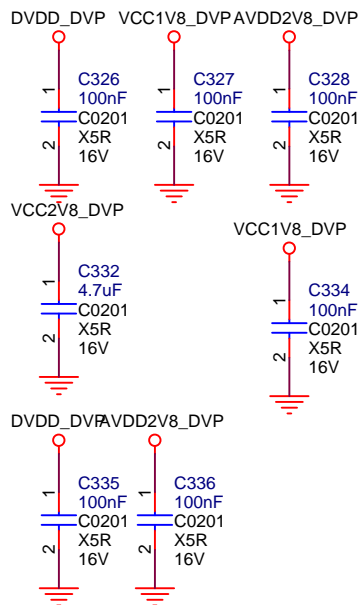 DVDD_DVP
VCC1V8_DVP
AVDD2V8_DVP
1
2
C326
100nF
C0201
X5R
16V
1
2
C327
100nF
C0201
X5R
16V
1
2
C328
100nF
C0201
X5R
16V
VCC2V8_DVP
1
2
C332
4.7uF
C0201
X5R
16V
VCC1V8_DVP
1
2
C334
100nF
C0201
X5R
16V
DVDD_DVP
AVDD2V8_DVP
1
2
C335
100nF
C0201
X5R
16V
1
2
C336
100nF
C0201
X5R
16V